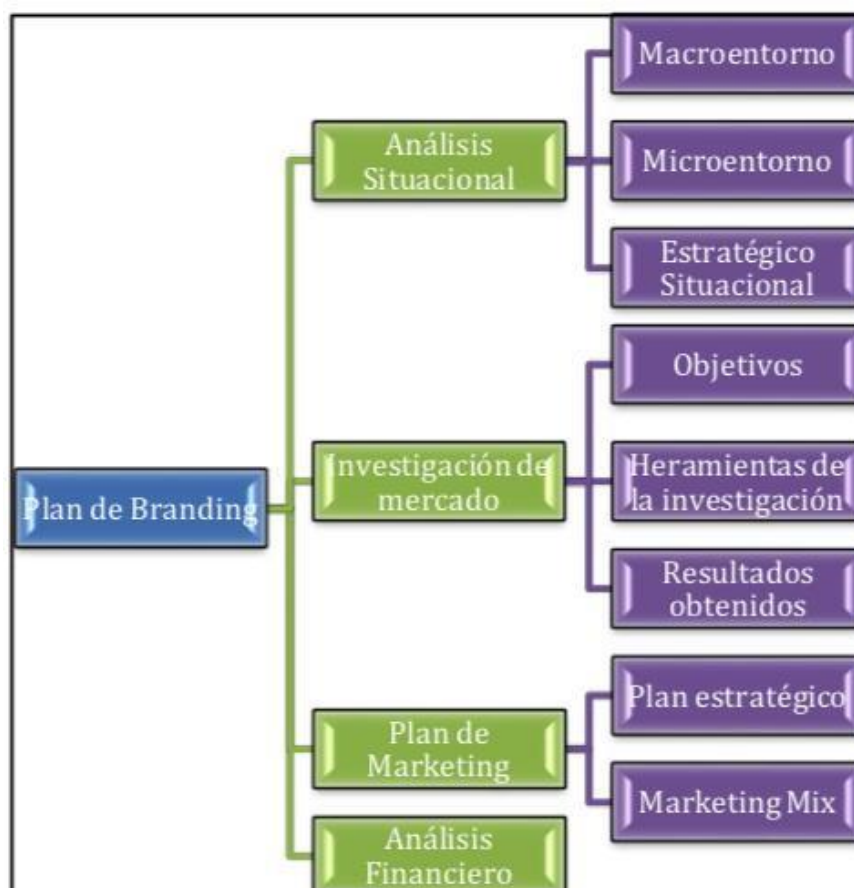 Plan de Branding
Análisis
Situacional
Macroentorno
Microentorno
Estratégico
Situacional
Investigación de
mercado
Objetivos
Heramientas de
la investigación
Resultados
obtenidos
Plan de
Marketing
Plan estratégico
Marketing Mix
Análisis
Financiero